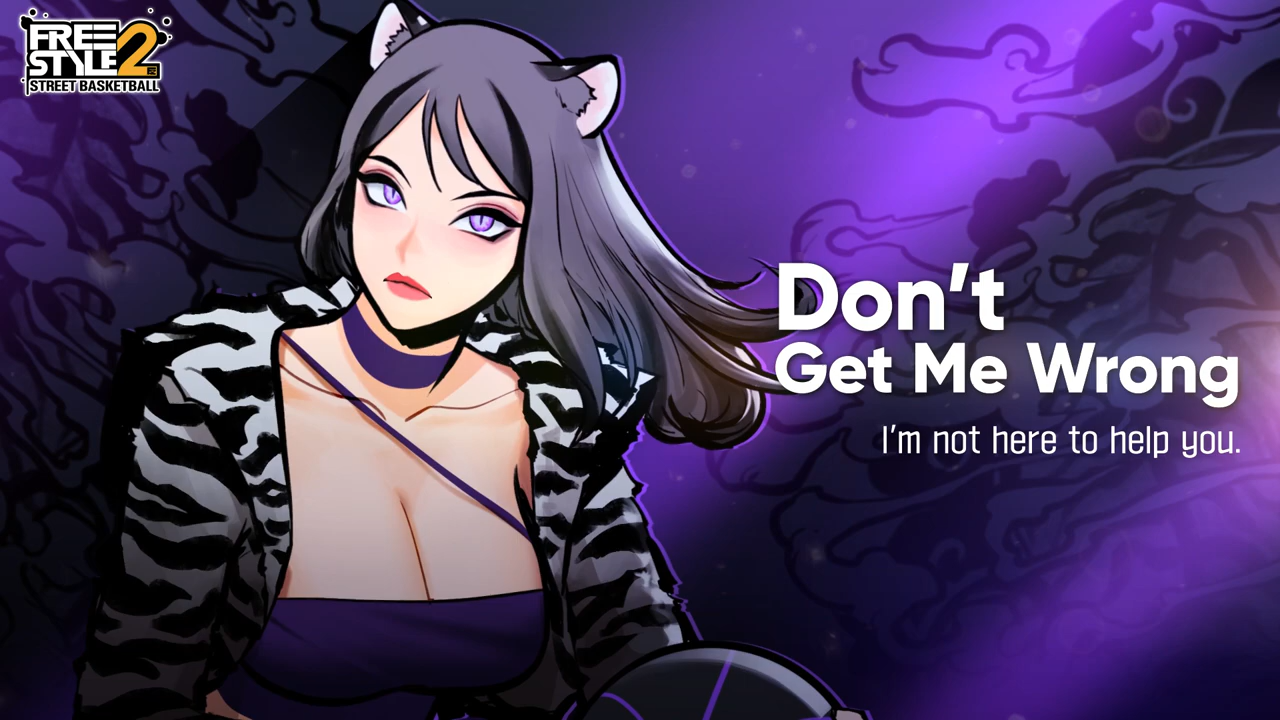 FREE
STYLE2
STREET BASKETBALL
Don't
Get Me Wrong
I'm not here to help you.